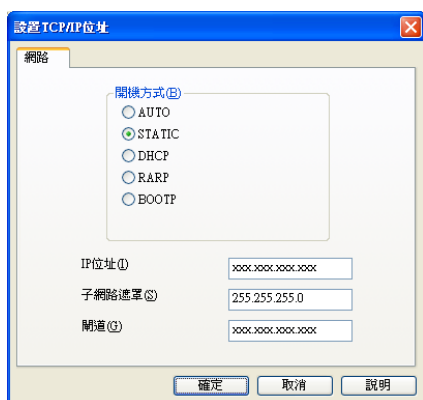 設置TCP/IP位址
網路
開機方式(B)
AUTO
STATIC
DHCP
RARP
BOOTP
IP位址(I) xxx.xxx.xxx.xxx
子網路遮罩(S) 255.255.255.0
閘道(G) xxx.xxx.xxx.xxx
確定 取消 說明